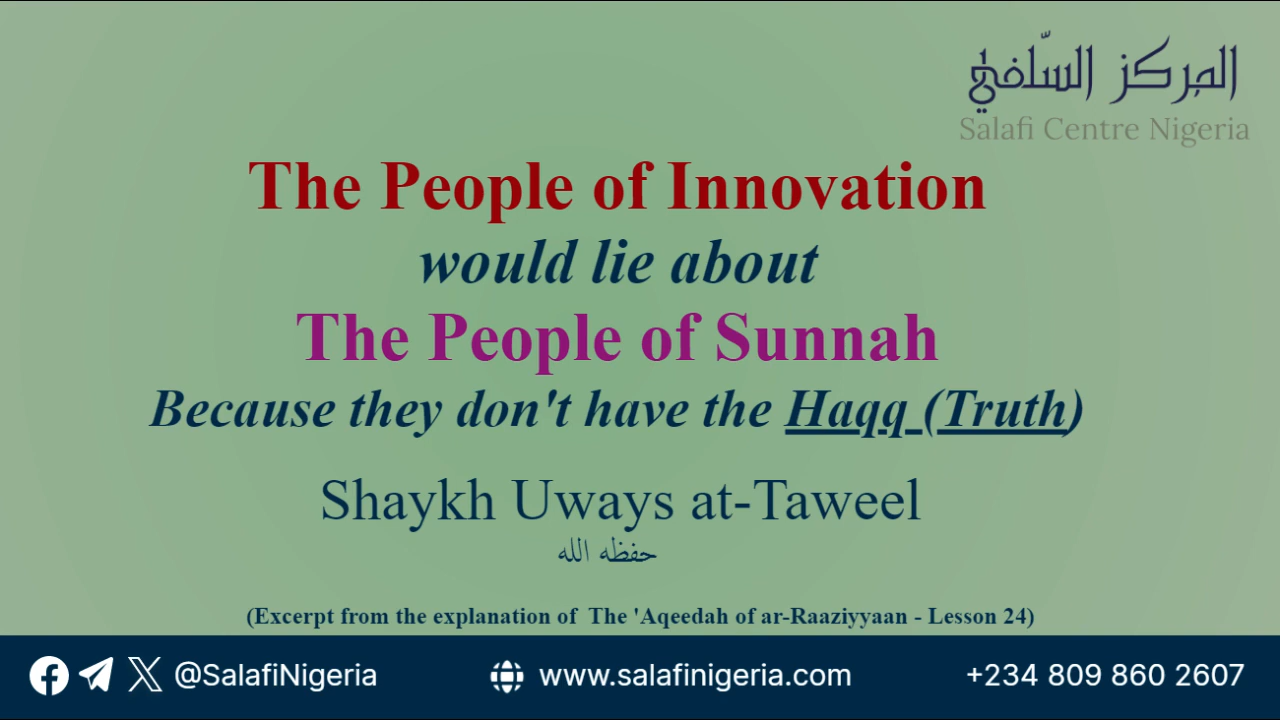 المركز السّلفي
Salafi Centre Nigeria
The People of Innovation
would lie about
The People of Sunnah
Because they don't have the Haqq (Truth)
Shaykh Uways at-Taweel
حفظه الله
(Excerpt from the explanation of The 'Aqeedah of ar-Raaziyyaan - Lesson 24)
@SalafiNigeria www.salafinigeria.com +234 809 860 2607